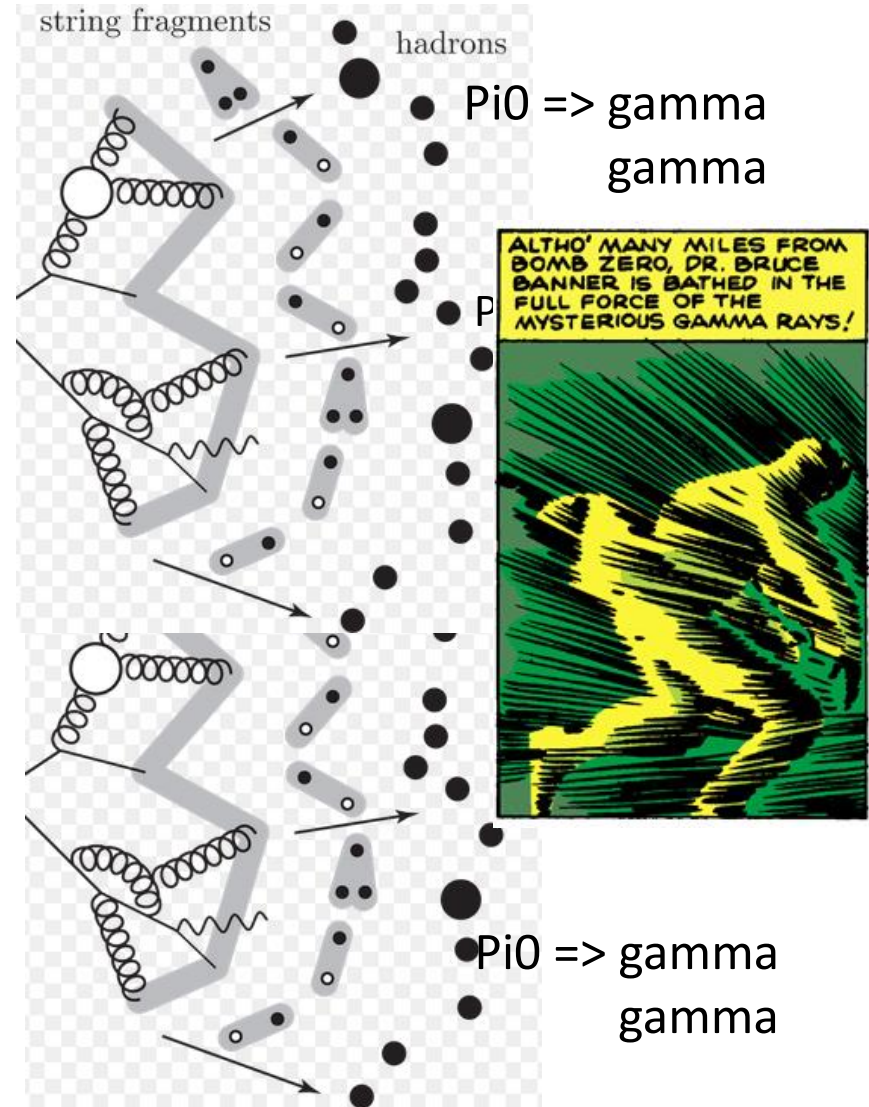 string fragments
hadrons
Pi0 => gamma
gamma
ALTHO' MANY MILES FROM
BOMB ZERO, DR. BRUCE
BANNER IS BATHED IN THE
FULL FORCE OF THE
MYSTERIOUS GAMMA RAYS!
P
Pi0 => gamma
gamma